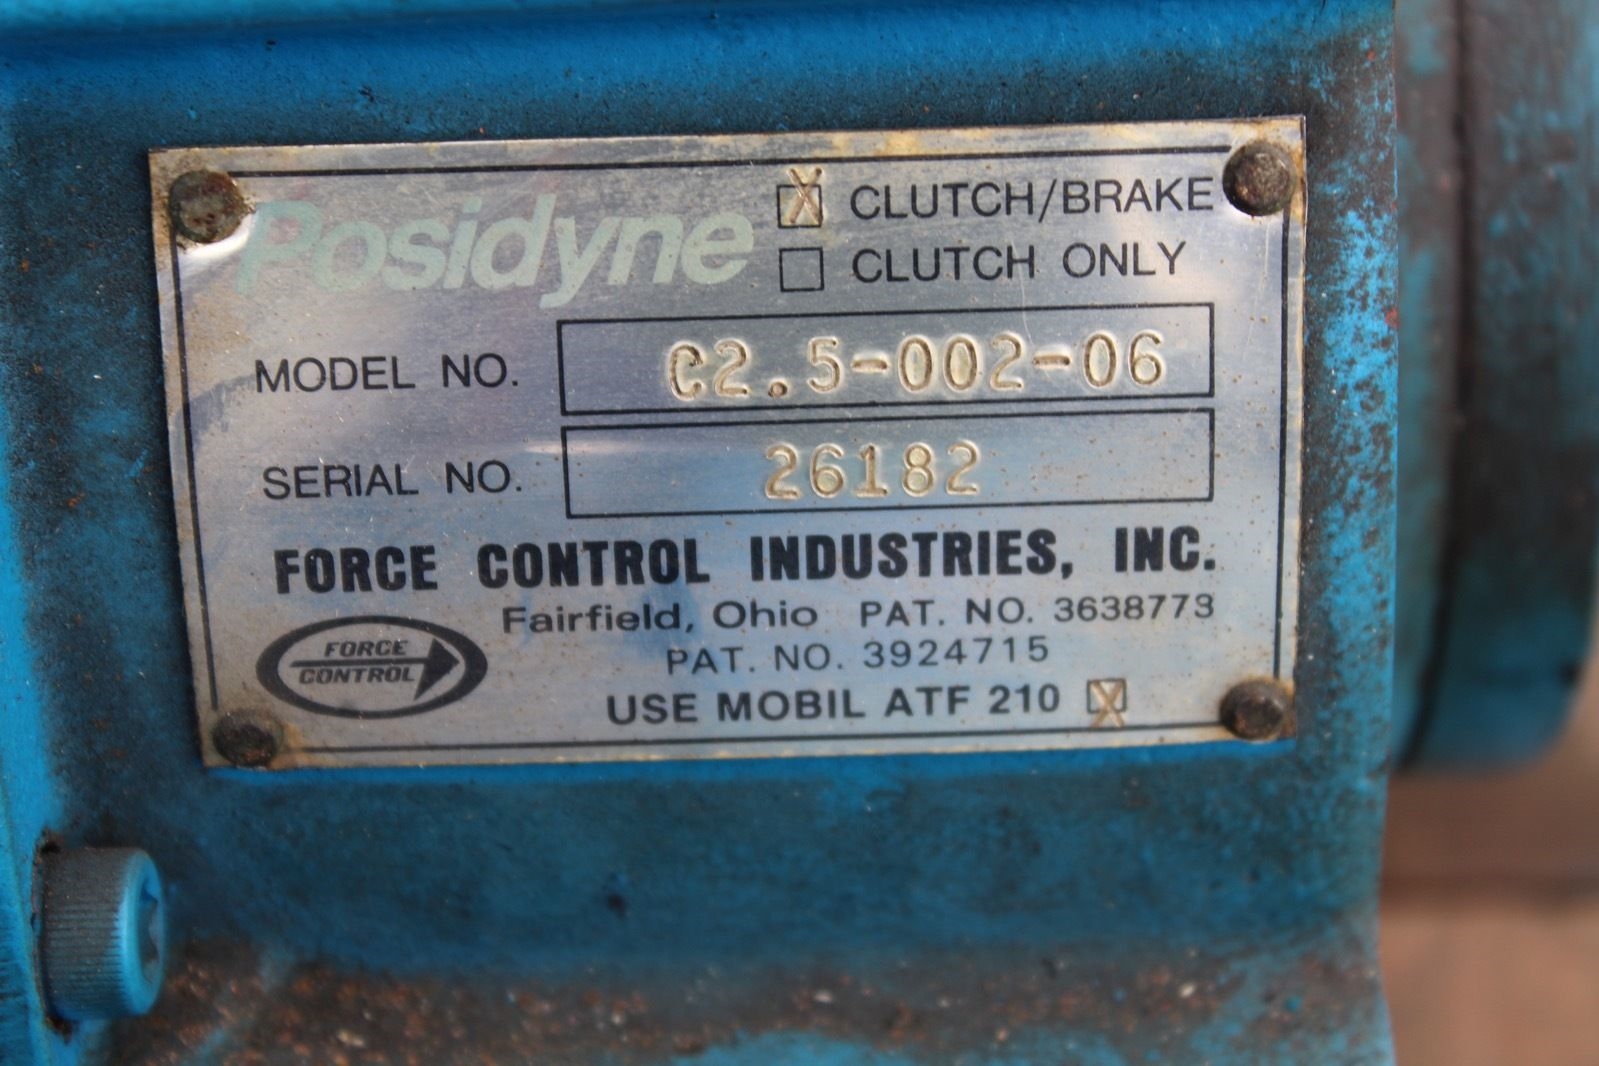 Posidyne
X CLUTCH/BRAKE
CLUTCH ONLY
MODEL NO. C2.5-002-06
SERIAL NO. 26182
FORCE CONTROL INDUSTRIES, INC.
Fairfield, Ohio PAT. NO. 3638773
PAT. NO. 3924715
FORCE
CONTROL
USE MOBIL ATF 210 X